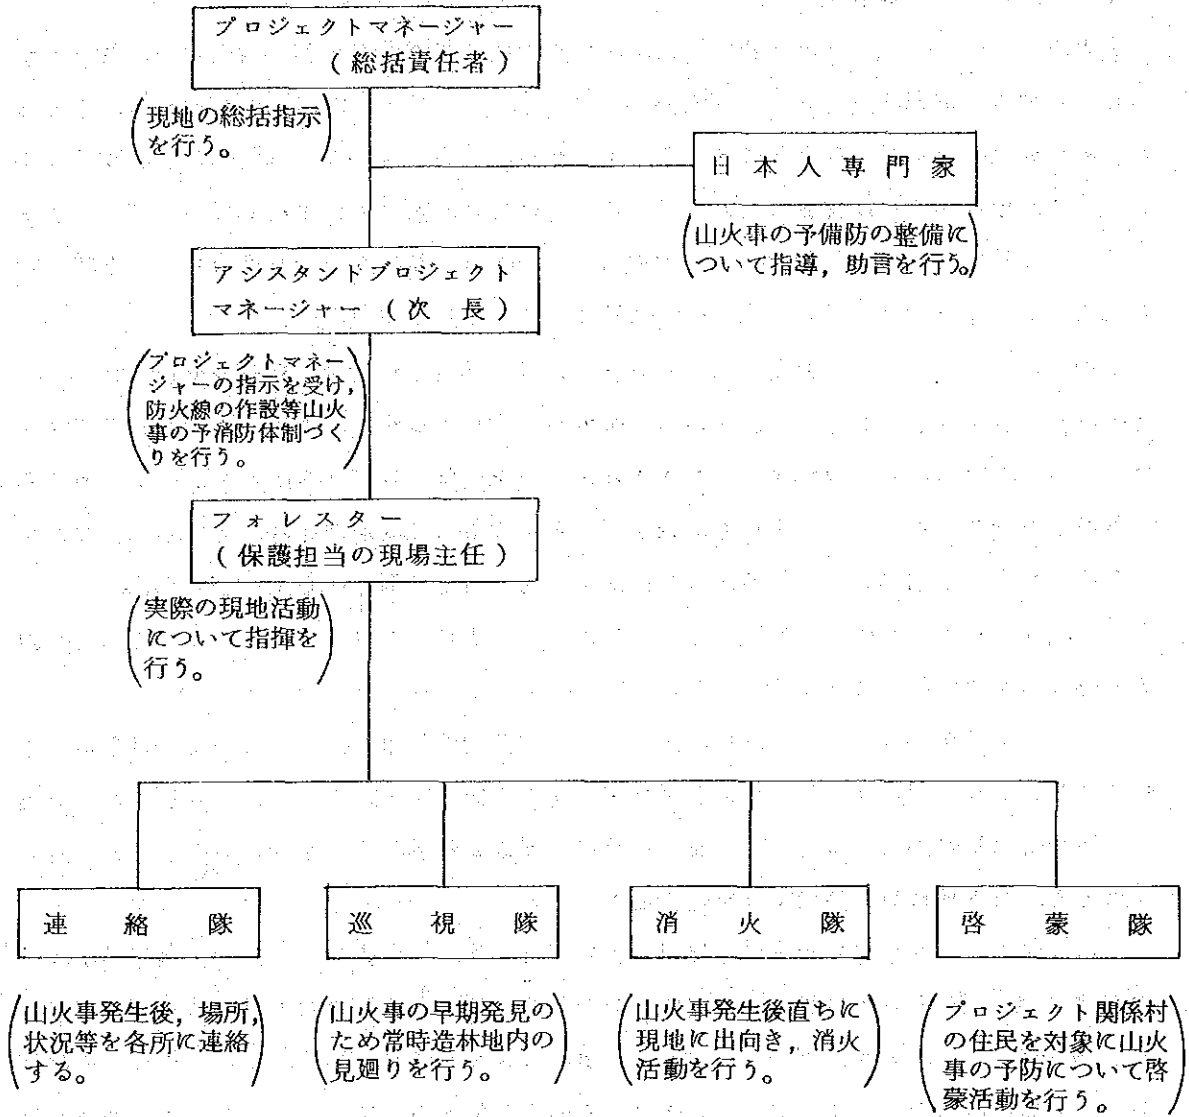 プロジェクトマネージャー
(総括責任者)
(現地の総括指示
を行う。)
日本人専門家
(山火事の予備防の整備に
ついて指導，助言を行う。)
アシスタンドプロジェクト
マネージャー(次長)
(プロジェクトマネー
ジャーの指示を受け，
防火線の作設等山火
事の予消防体制づく
りを行う。)
フォレスター
(保護担当の現場主任)
(実際の現地活動
について指揮を
行う。)
連絡隊
巡視隊
消火隊
啓蒙隊
(山火事発生後，場所，
状況等を各所に連絡
する。)
(山火事の早期発見の
ため常時造林地内の
見廻りを行う。)
(山火事発生後直ちに
現地に出向き，消火
活動を行う。)
(プロジェクト関係村
の住民を対象に山火
事の予防について啓
蒙活動を行う。)